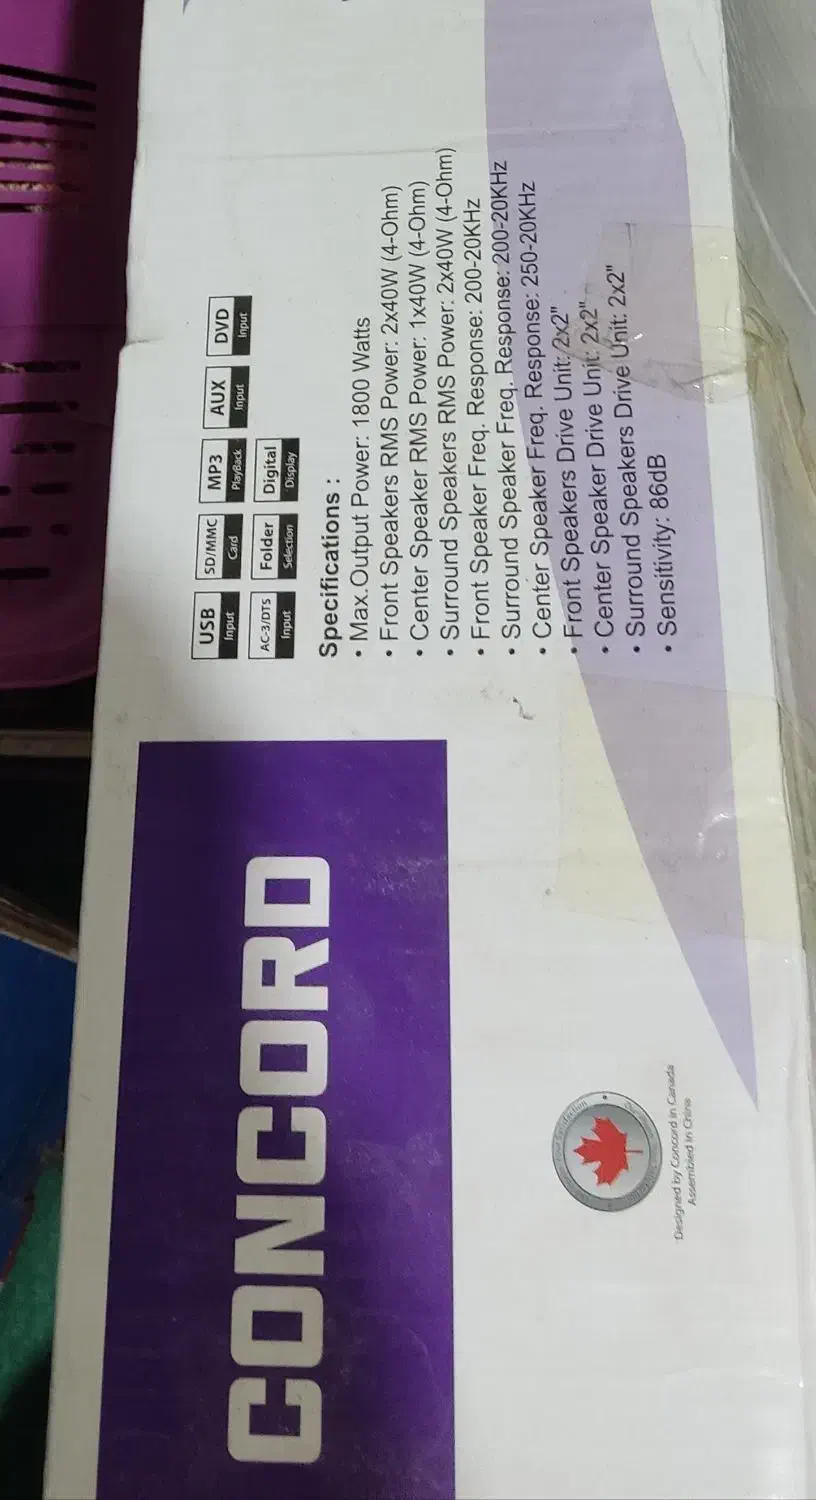 CONCORD
USB
Input
SD/MMC
Card
MP3
PlayBack
AUX
Input
DVD
Input
AC-3/DTS
Input
Folder
Selection
Digital
Display
Specifications :
• Max.Output Power: 1800 Watts
• Front Speakers RMS Power: 2x40W (4-Ohm)
• Center Speaker RMS Power: 1x40W (4-Ohm)
• Surround Speakers RMS Power: 2x40W (4-Ohm)
• Front Speaker Freq. Response: 200-20KHz
• Surround Speaker Freq. Response: 200-20KHz
• Center Speaker Freq. Response: 250-20KHz
• Front Speakers Drive Unit: 2x2"
• Center Speaker Drive Unit: 2x2"
• Surround Speakers Drive Unit: 2x2"
• Sensitivity: 86dB
Designed by Concord in Canada
Assembled in China